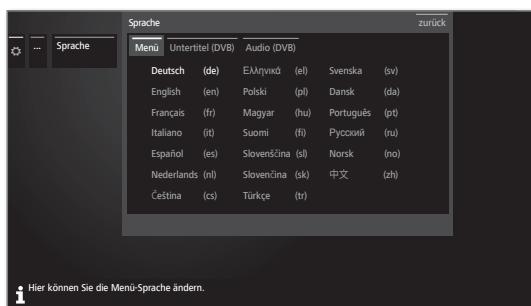 Sprache zurück
... Sprache
Menü Untertitel (DVB) Audio (DVB)
Deutsch (de) Ελληνικά (el) Svenska (sv)
English (en) Polski (pl) Dansk (da)
Français (fr) Magyar (hu) Português (pt)
Italiano (it) Suomi (fi) Русский (ru)
Español (es) Slovenščina (sl) Norsk (no)
Nederlands (nl) Slovenčina (sk) 中文 (zh)
Čeština (cs) Türkçe (tr)
Hier können Sie die Menü-Sprache ändern.